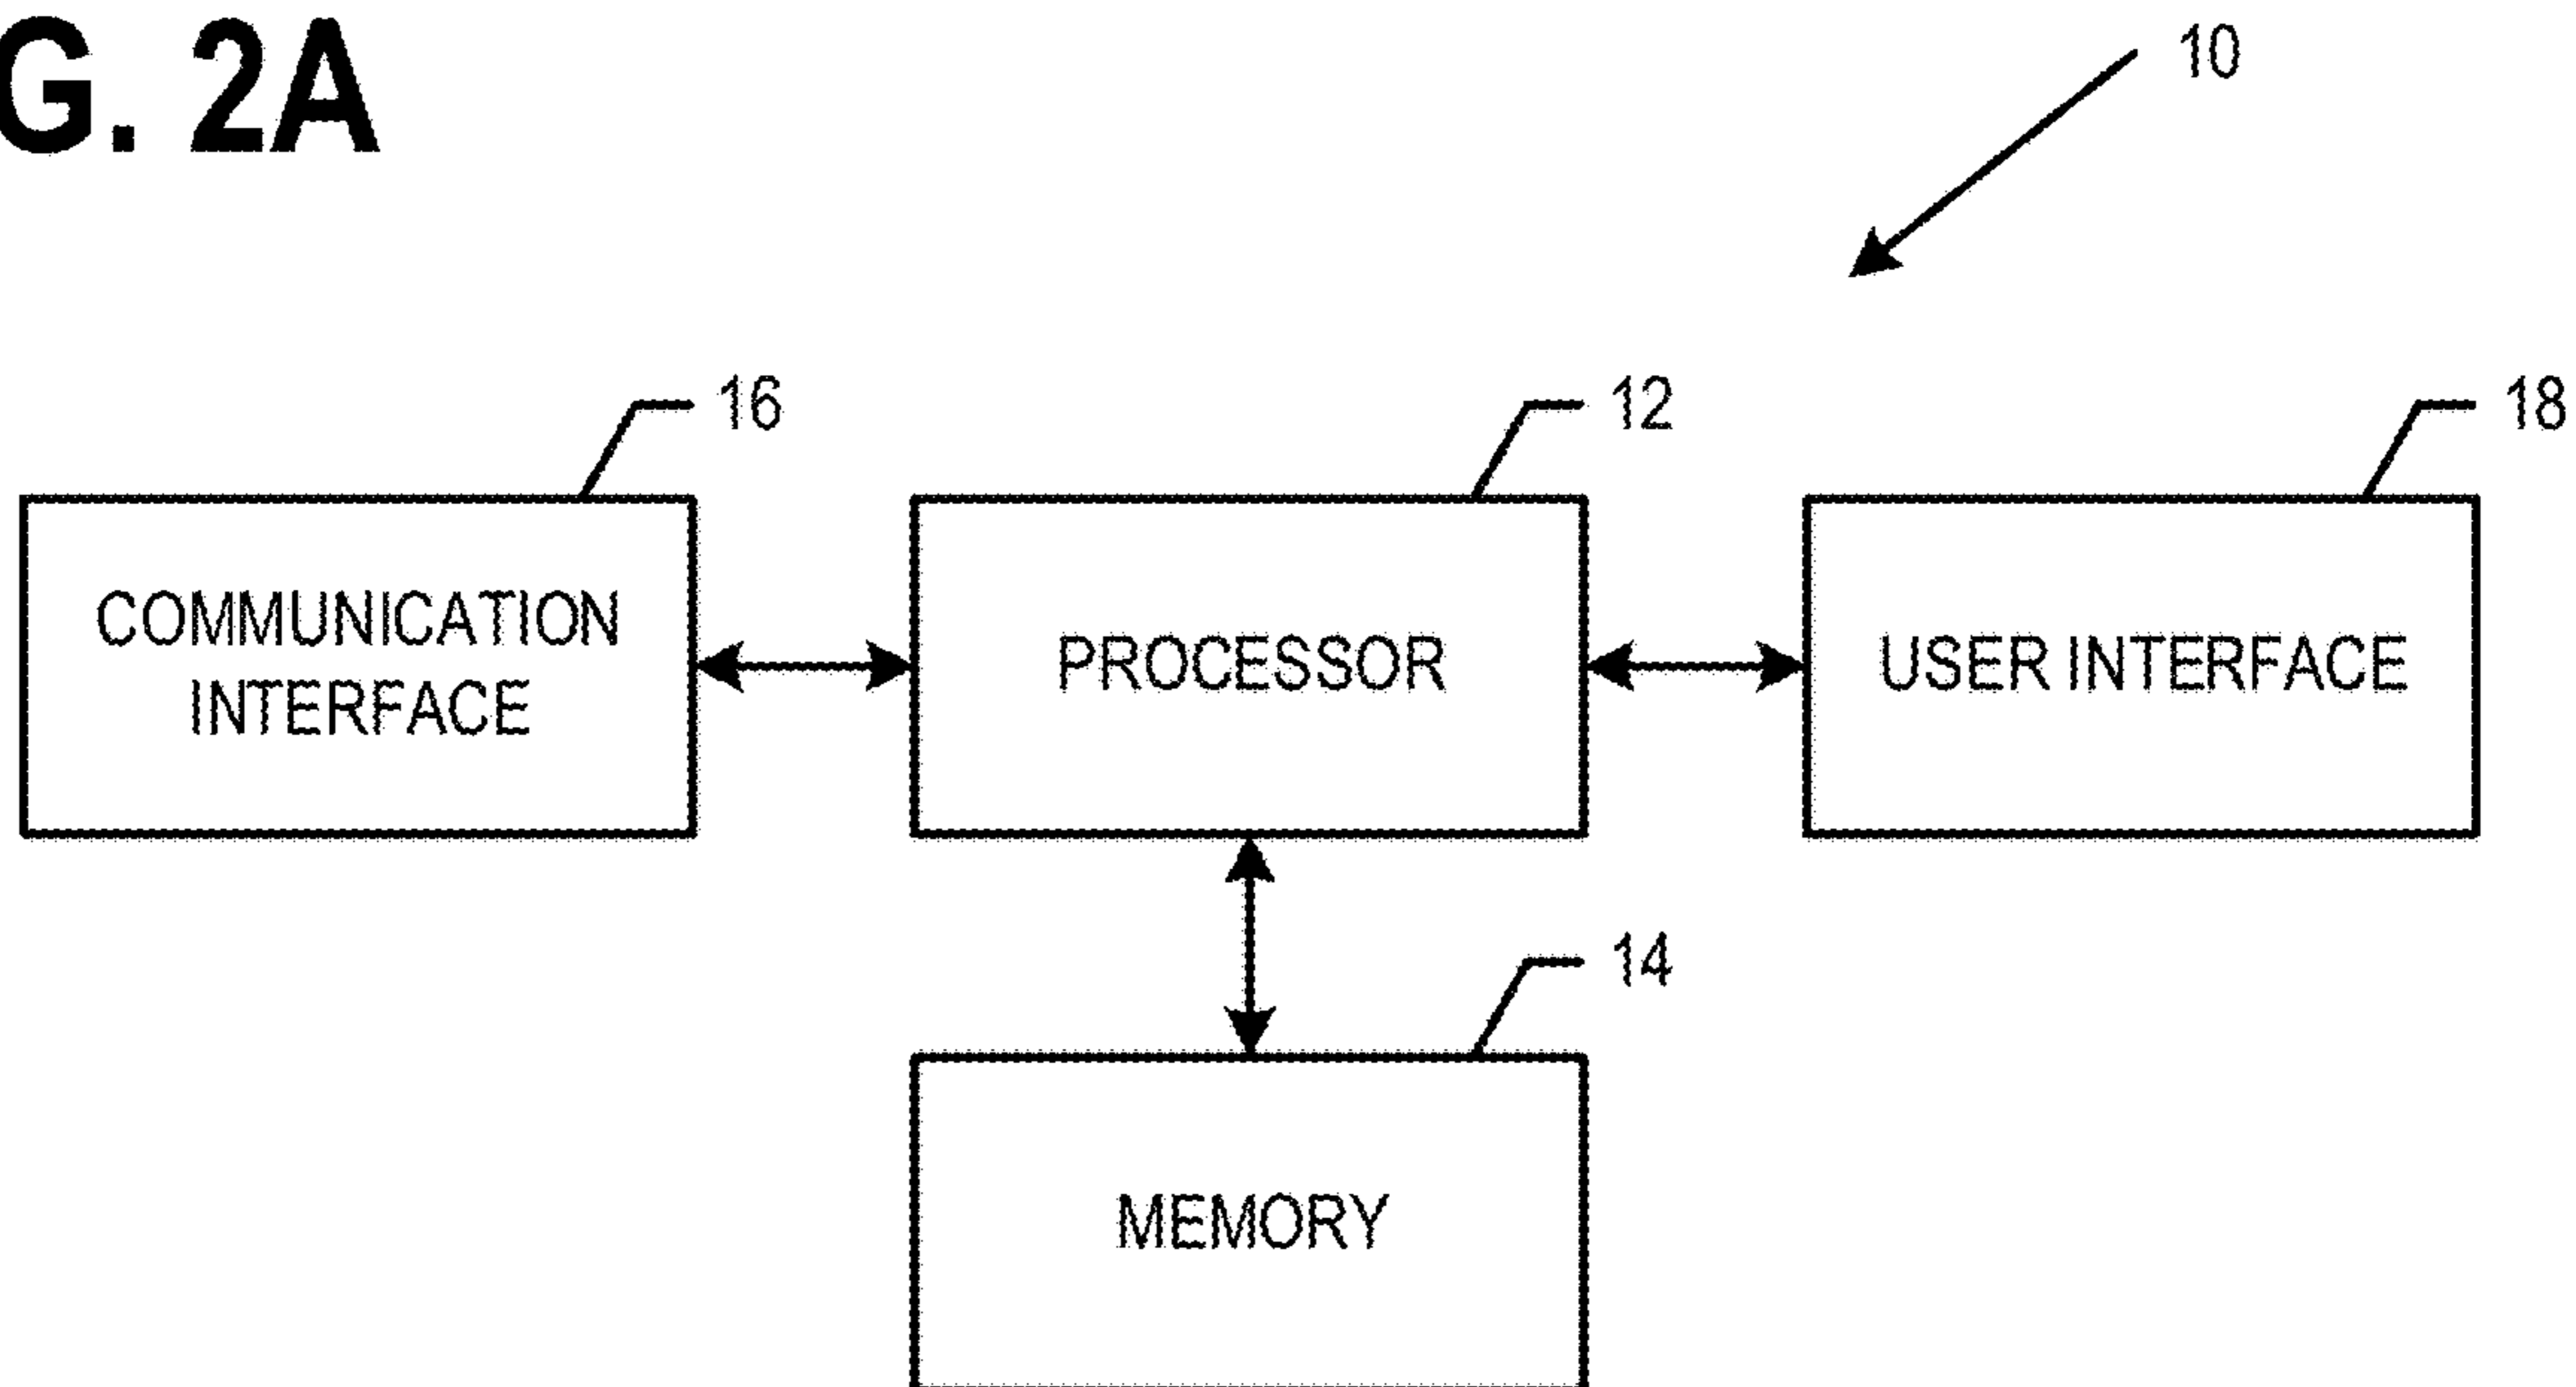 G. 2A
10
16
12
18
COMMUNICATION
INTERFACE
PROCESSOR
USER INTERFACE
14
MEMORY